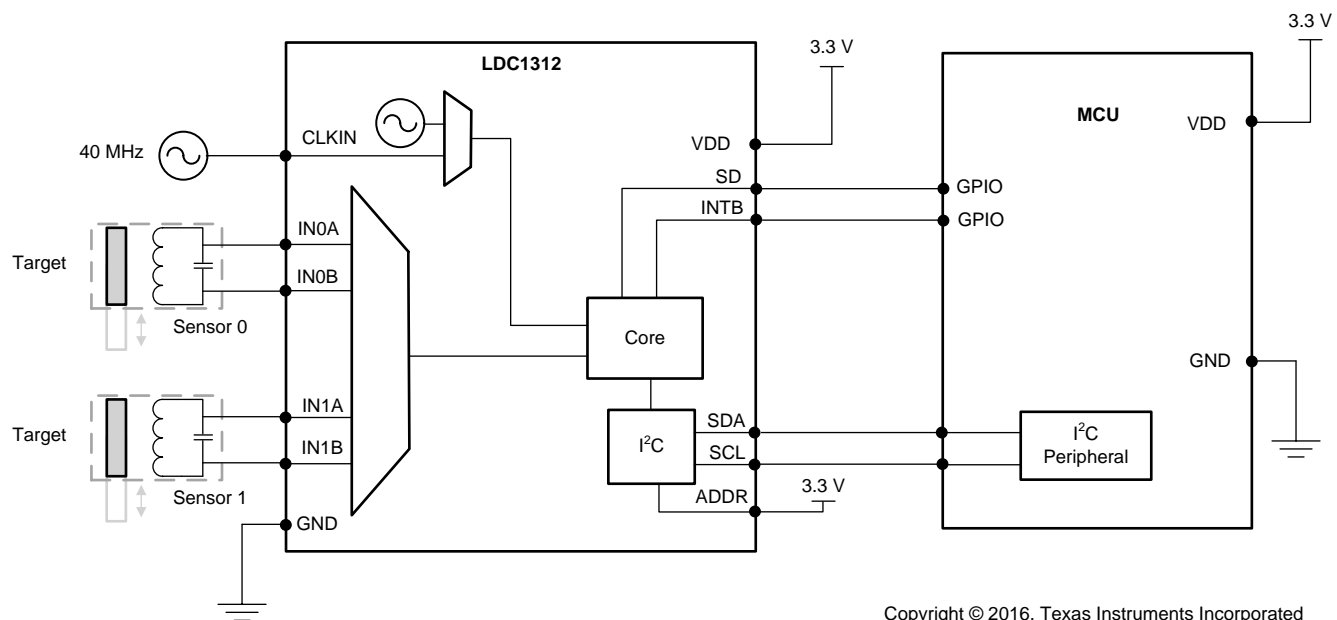 3.3 V
LDC1312
3.3 V
MCU
CLKIN
40 MHz
VDD
VDD
SD
GPIO
INTB
GPIO
IN0A
Target
IN0B
Sensor 0
Core
GND
IN1A
Target
IN1B
SDA
I²C
SCL
I²C
Peripheral
Sensor 1
ADDR
3.3 V
GND
Copyright © 2016, Texas Instruments Incorporated